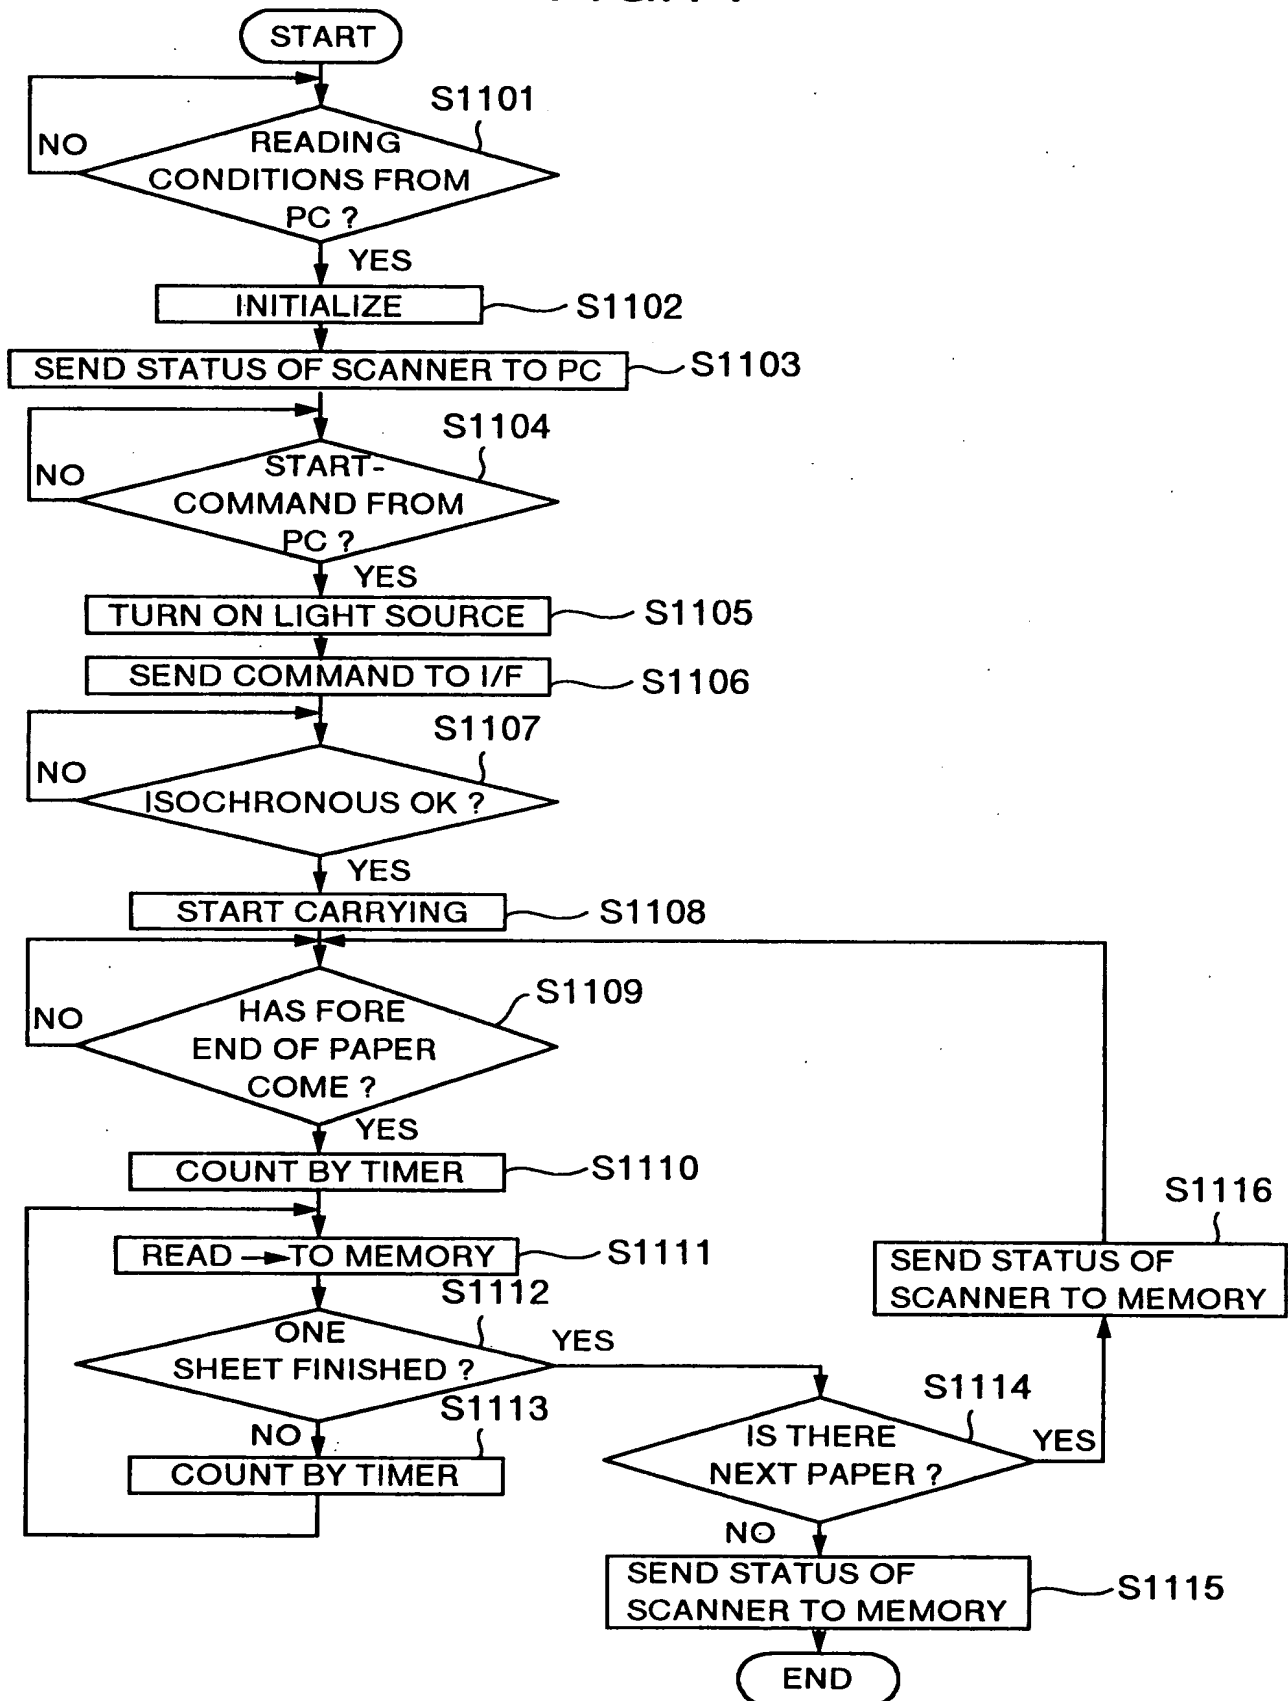 START
S1101
NO
READING
CONDITIONS FROM
PC ?
YES
INITIALIZE
S1102
SEND STATUS OF SCANNER TO PC
S1103
S1104
NO
START-
COMMAND FROM
PC ?
YES
TURN ON LIGHT SOURCE
S1105
SEND COMMAND TO I/F
S1106
S1107
NO
ISOCHRONOUS OK ?
YES
START CARRYING
S1108
S1109
NO
HAS FORE
END OF PAPER
COME ?
YES
COUNT BY TIMER
S1110
READ → TO MEMORY
S1111
S1112
ONE
SHEET FINISHED ?
YES
NO
S1113
COUNT BY TIMER
S1114
IS THERE
NEXT PAPER ?
YES
S1116
SEND STATUS OF
SCANNER TO MEMORY
NO
SEND STATUS OF
SCANNER TO MEMORY
S1115
END